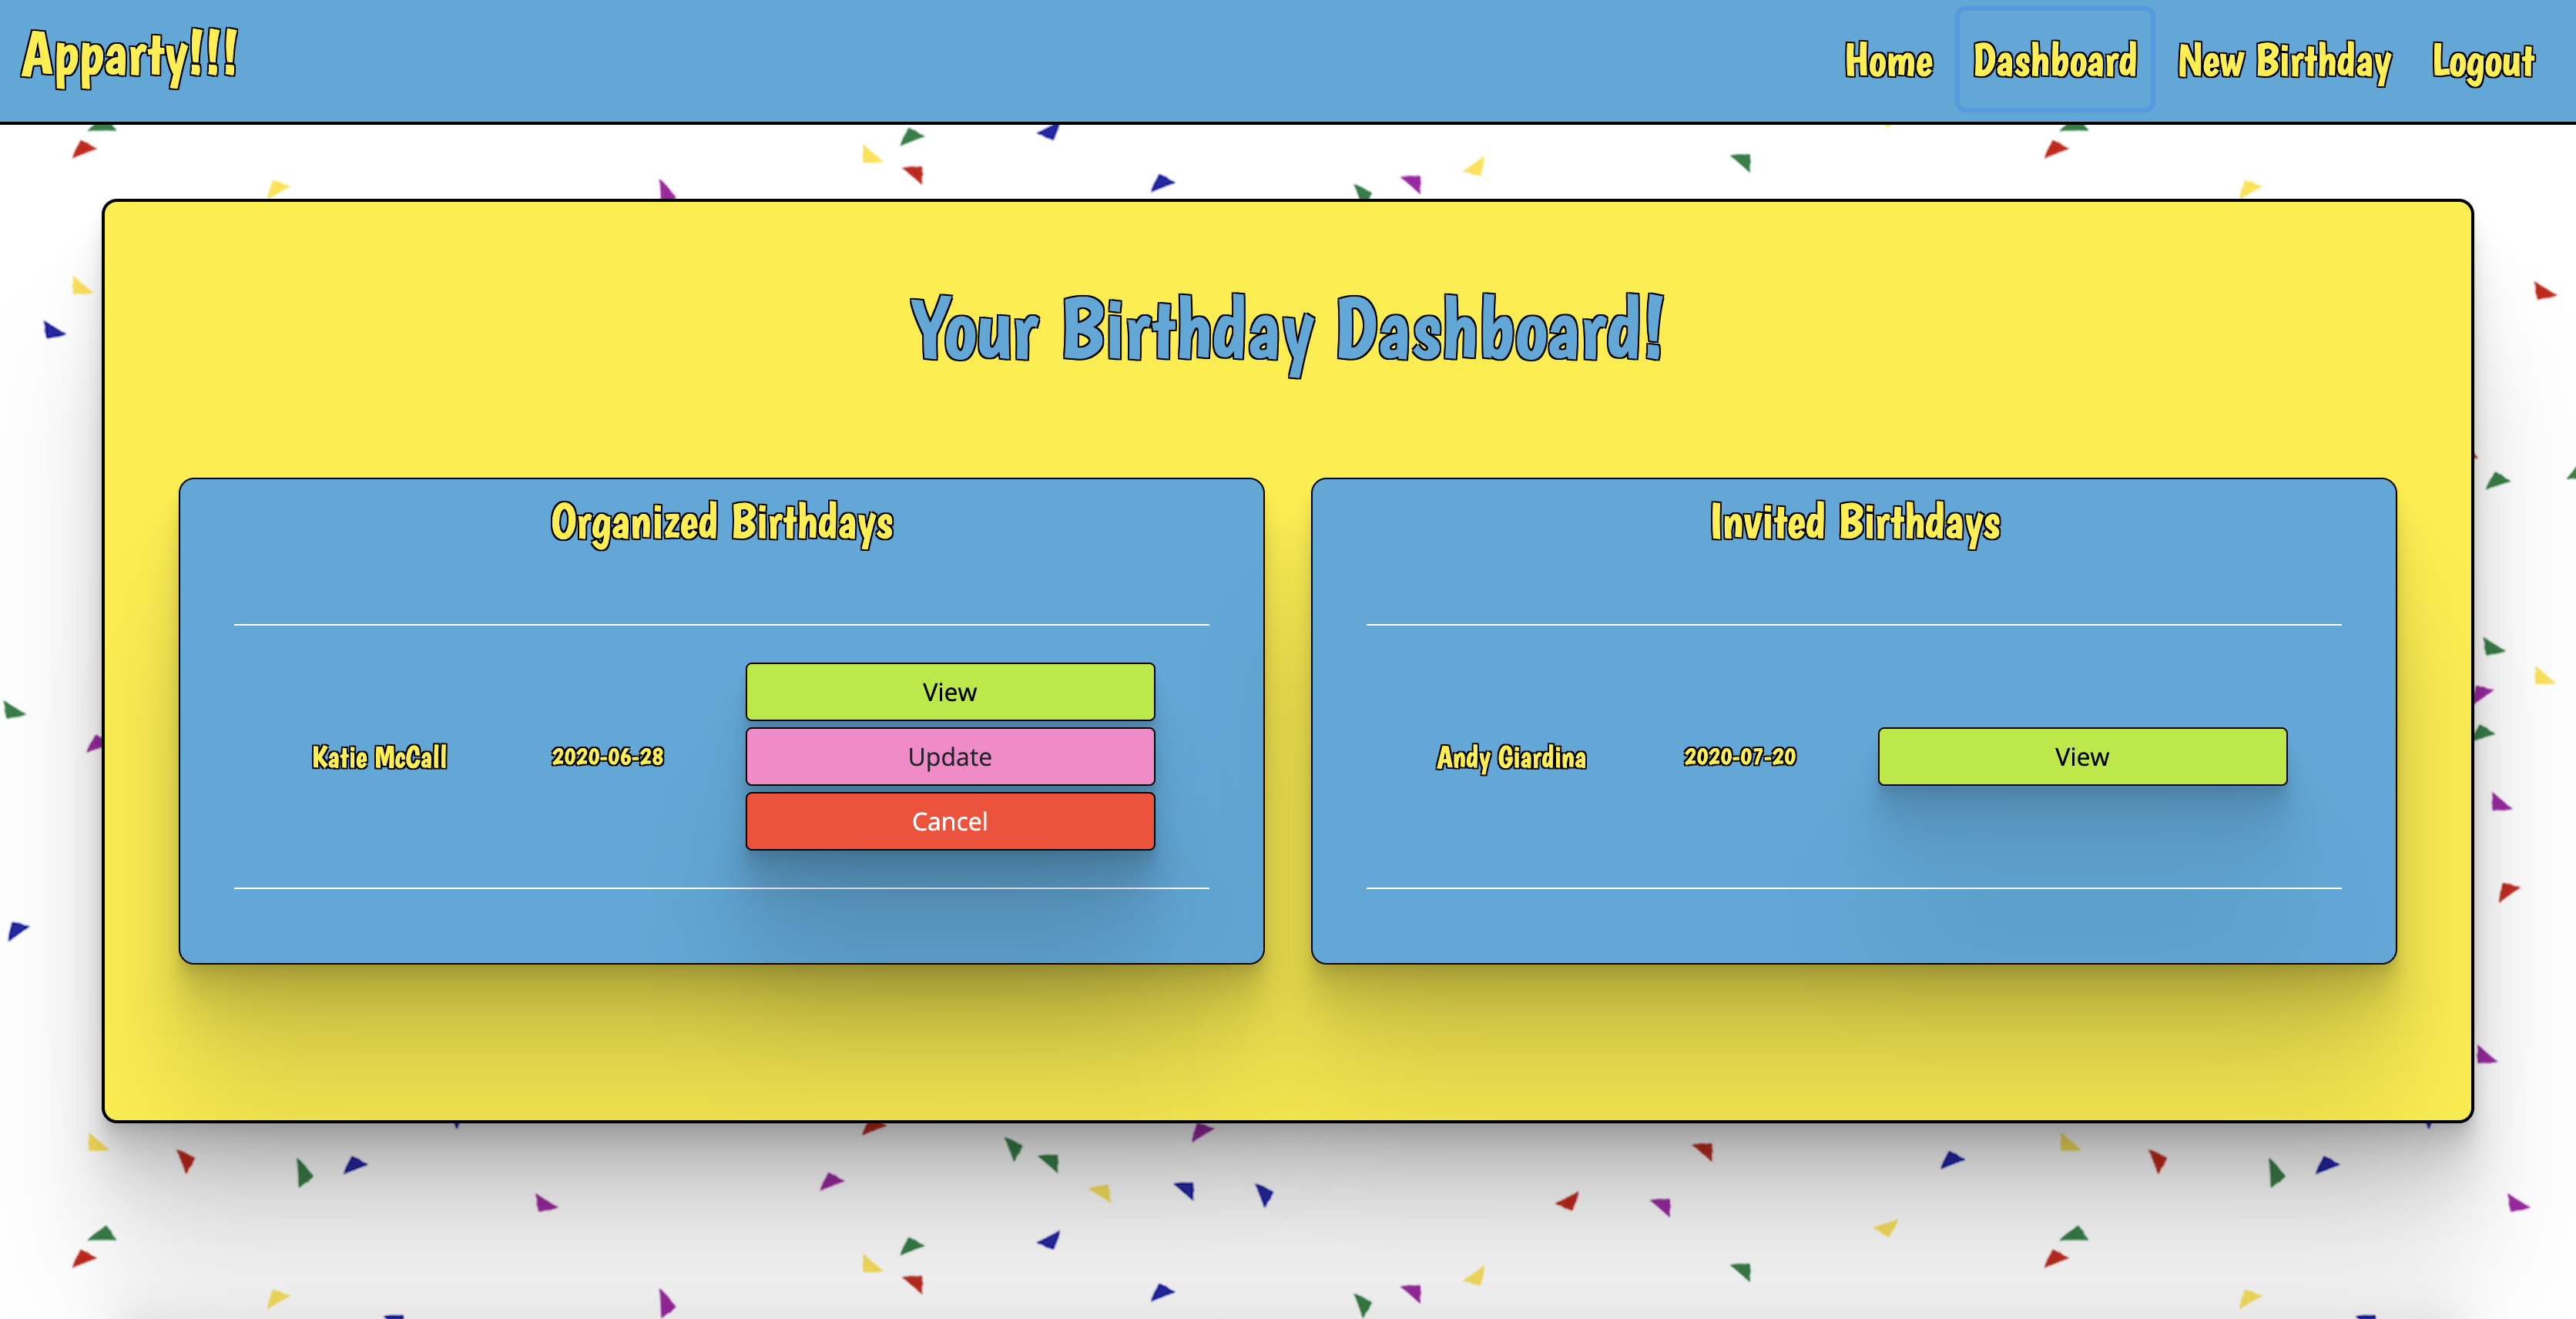 Apparty!!!
Home Dashboard New Birthday Logout
Your Birthday Dashboard!
Organized Birthdays
Katie McCall 2020-06-28
View
Update
Cancel
Invited Birthdays
Andy Giardina 2020-07-20 View